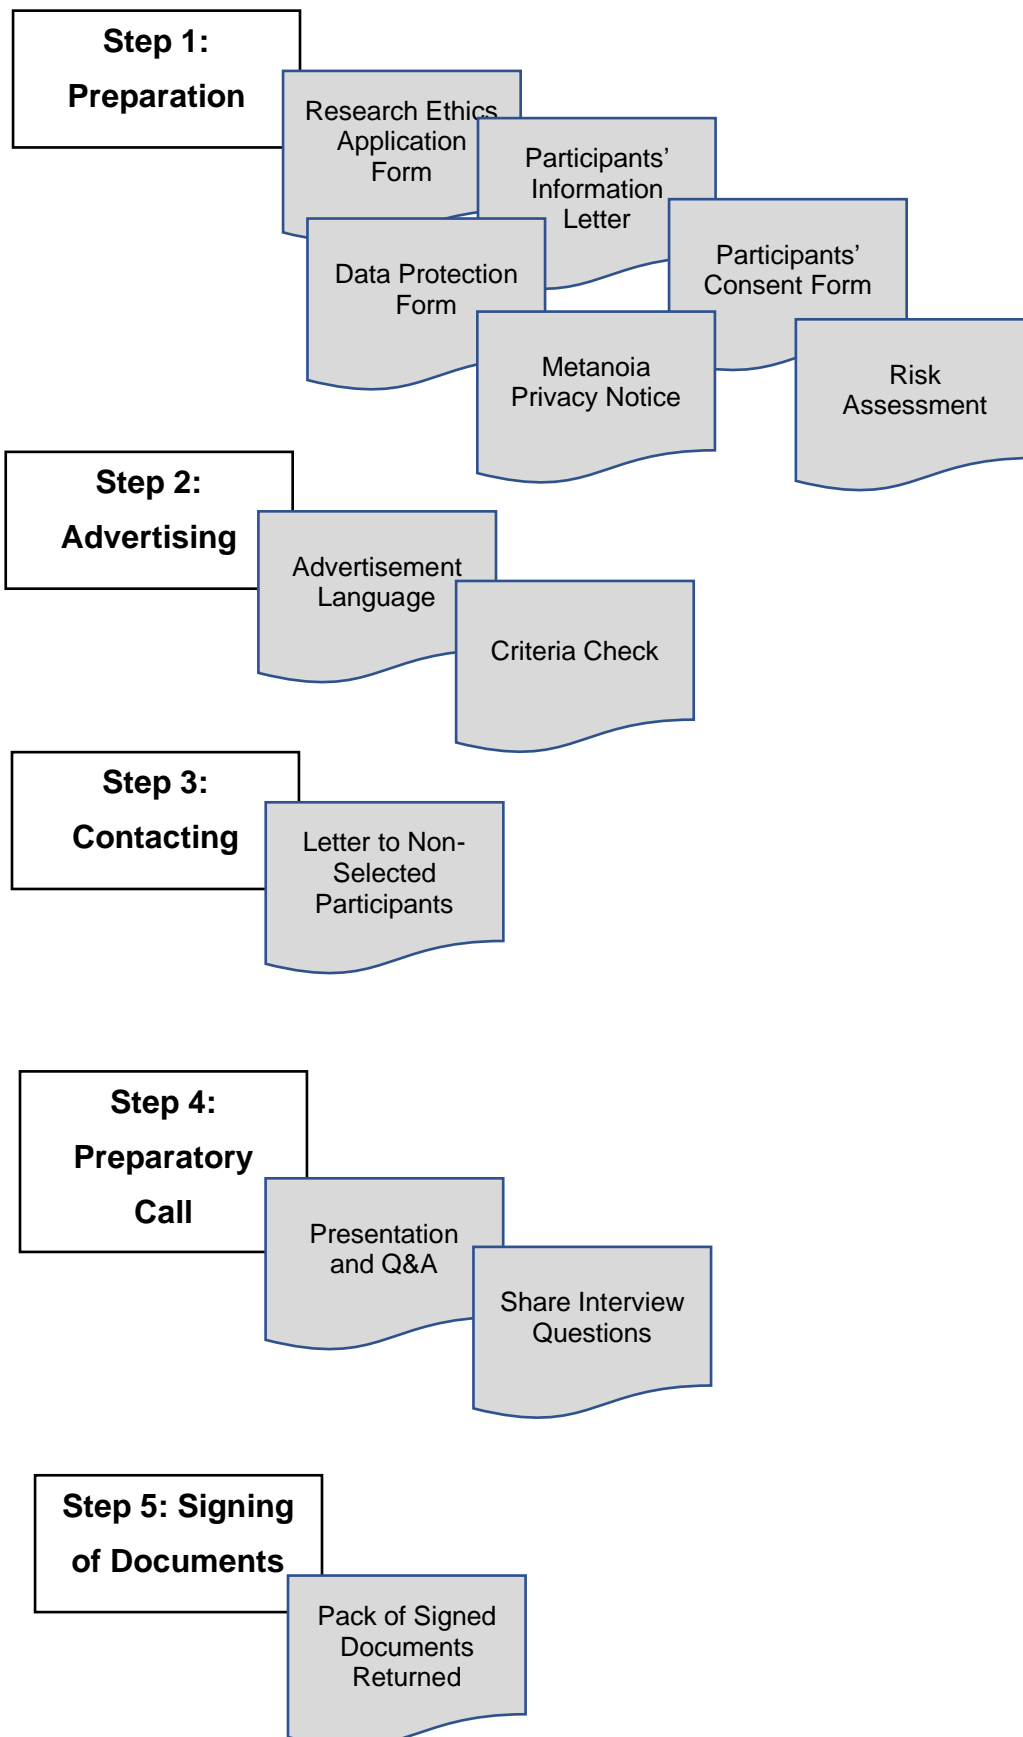 Step 1:
Preparation
Research Ethics
Application
Form
Participants’
Information
Letter
Participants’
Consent Form
Data Protection
Form
Metanoia
Privacy Notice
Risk
Assessment
Step 2:
Advertising
Advertisement
Language
Criteria Check
Step 3:
Contacting
Letter to Non-
Selected
Participants
Step 4:
Preparatory
Call
Presentation
and Q&A
Share Interview
Questions
Step 5: Signing
of Documents
Pack of Signed
Documents
Returned